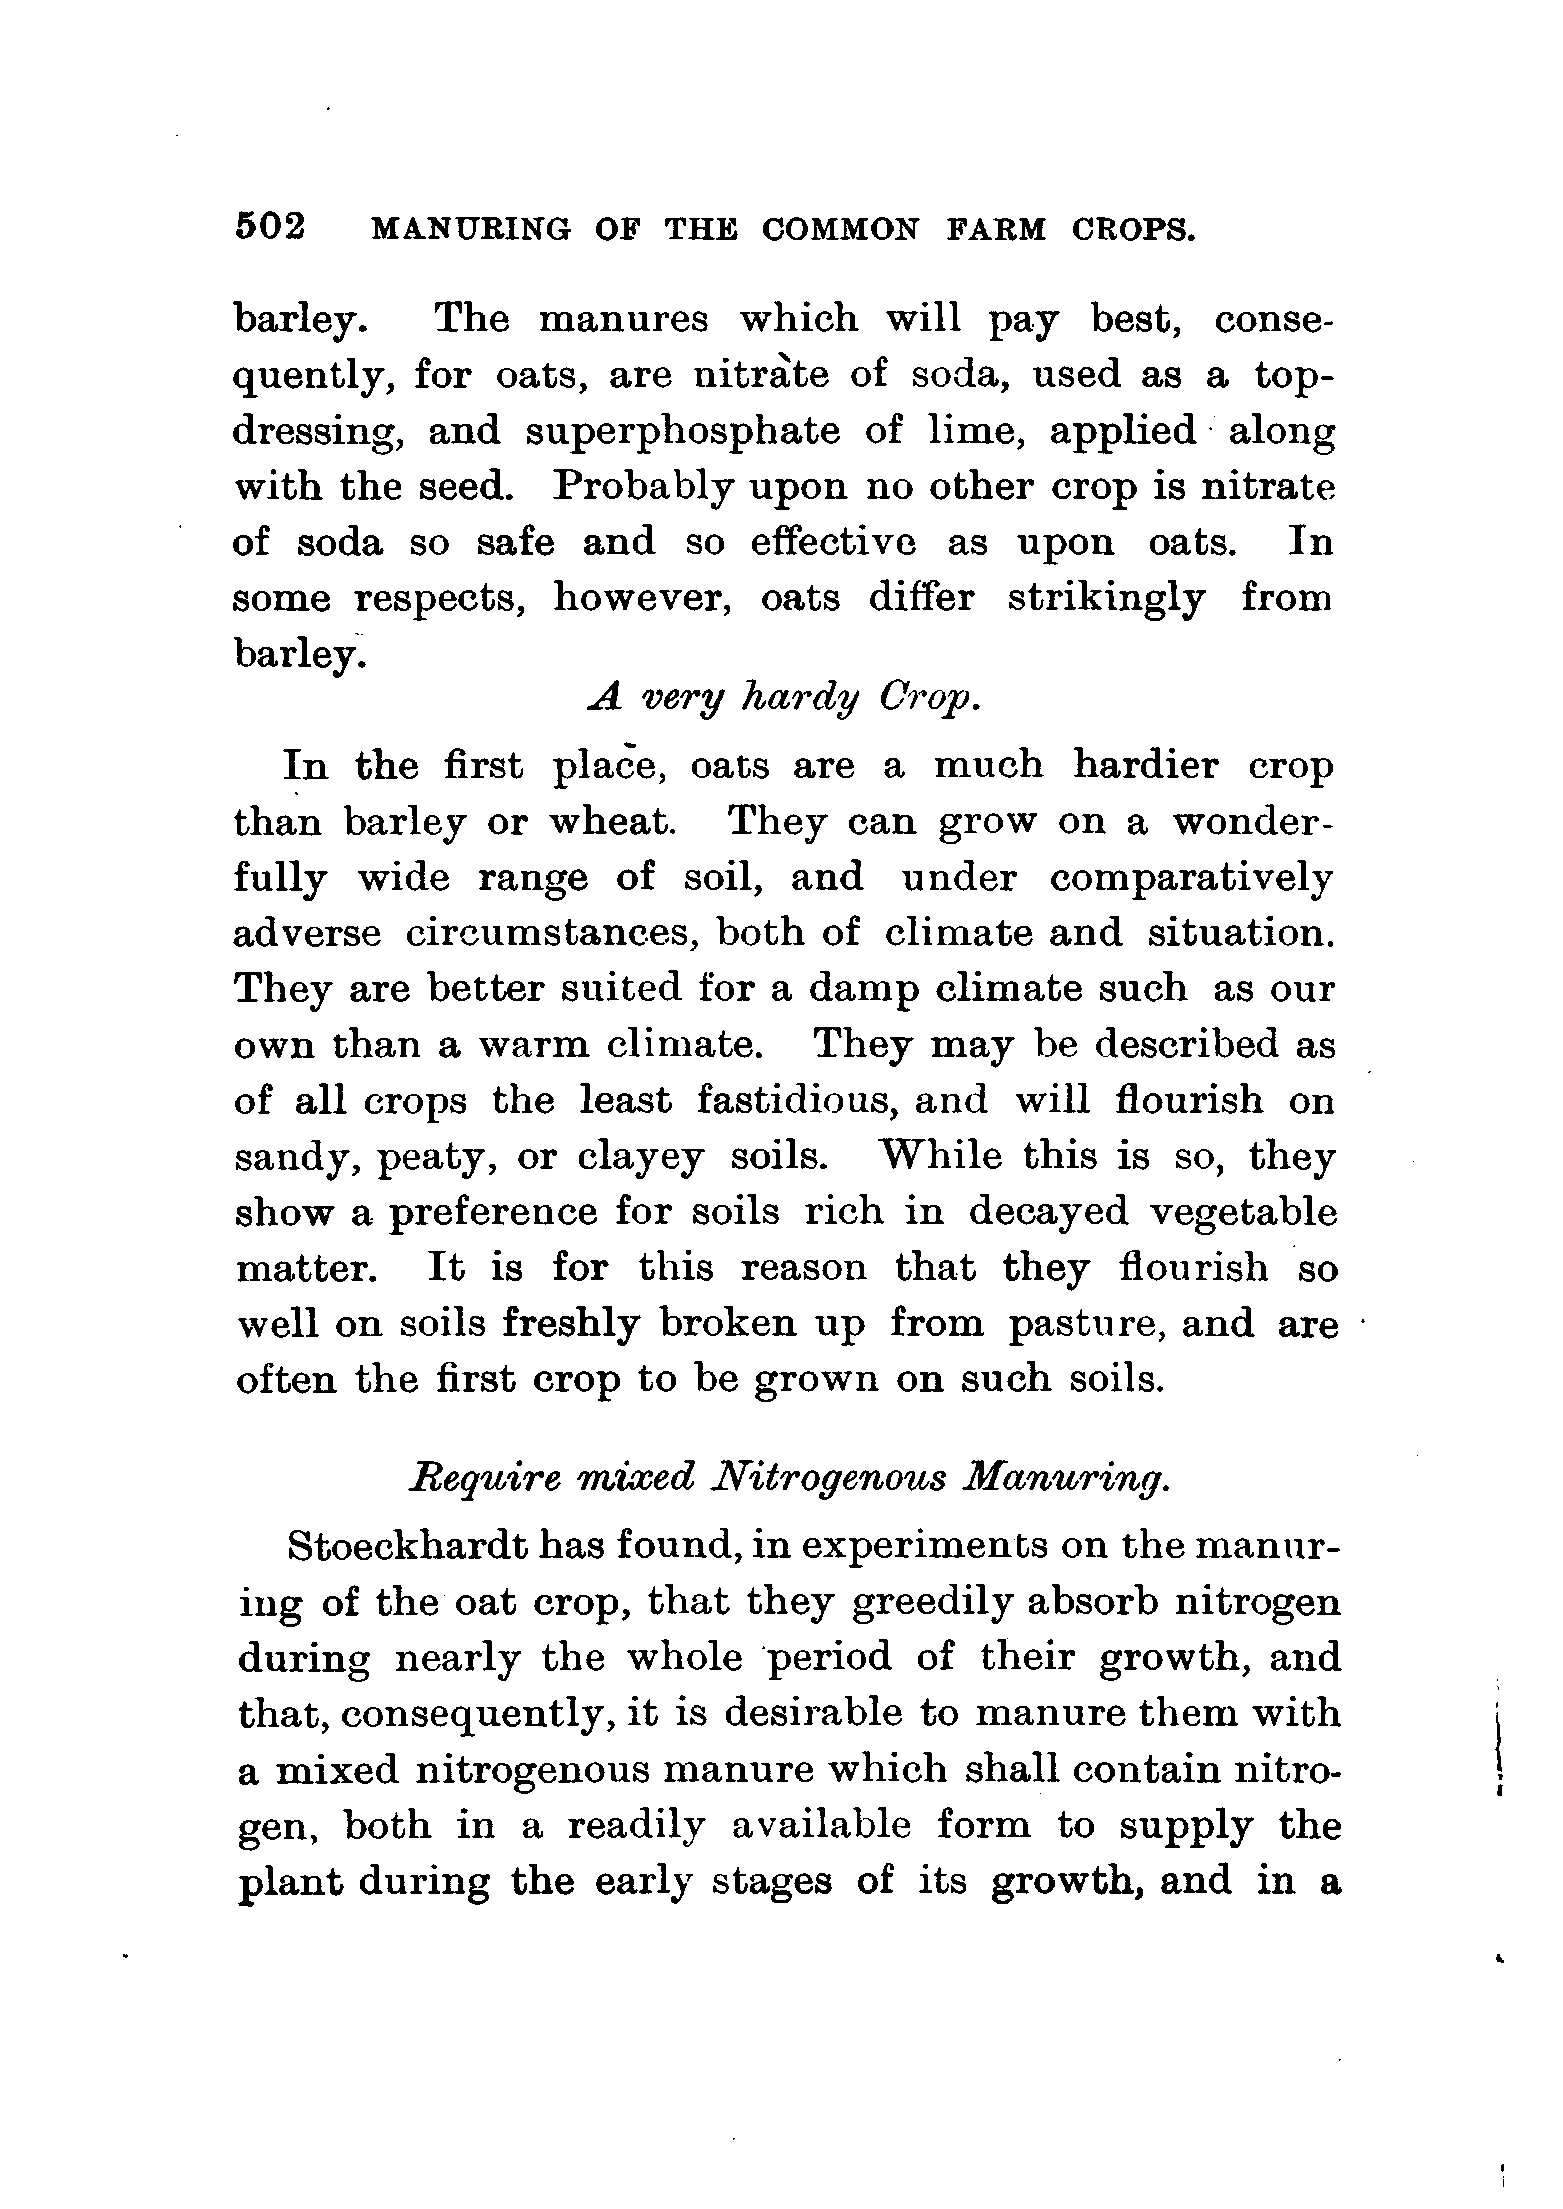 502 MANURING OF THE COMMON FARM CROPS.
barley. The manures which will pay best, conse-
quently, for oats, are nitrate of soda, used as a top-
dressing, and superphosphate of lime, applied along
with the seed. Probably upon no other crop is nitrate
of soda so safe and so effective as upon oats. In
some respects, however, oats differ strikingly from
barley.
A very hardy Crop.
In the first place, oats are a much hardier crop
than barley or wheat. They can grow on a wonder-
fully wide range of soil, and under comparatively
adverse circumstances, both of climate and situation.
They are better suited for a damp climate such as our
own than a warm climate. They may be described as
of all crops the least fastidious, and will flourish on
sandy, peaty, or clayey soils. While this is so, they
show a preference for soils rich in decayed vegetable
matter. It is for this reason that they flourish so
well on soils freshly broken up from pasture, and are
often the first crop to be grown on such soils.
Require mixed Nitrogenous Manuring.
Stoeckhardt has found, in experiments on the manur-
ing of the oat crop, that they greedily absorb nitrogen
during nearly the whole period of their growth, and
that, consequently, it is desirable to manure them with
a mixed nitrogenous manure which shall contain nitro-
gen, both in a readily available form to supply the
plant during the early stages of its growth, and in a